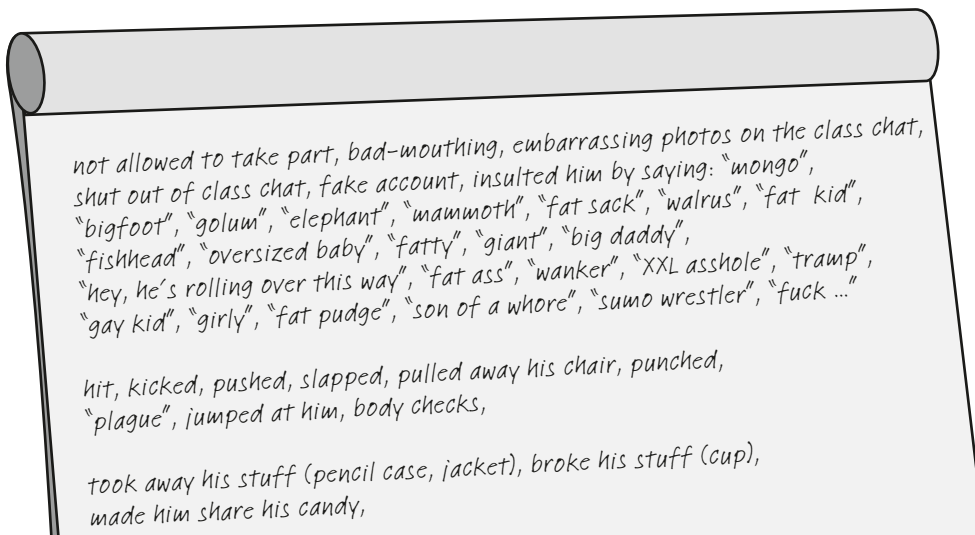 not allowed to take part, bad-mouthing, embarrassing photos on the class chat,
shut out of class chat, fake account, insulted him by saying: “mongo”,
“bigfoot”, “golum”, “elephant”, “mammoth”, “fat sack”, “walrus”, “fat kid”,
“fishhead”, “oversized baby”, “fatty”, “giant”, “big daddy”,
“hey, he's rolling over this way”, “fat ass”, “wanker”, “XXL asshole”, “tramp”,
“gay kid”, “girly”, “fat pudge”, “son of a whore”, “sumo wrestler”, “fuck ...”
hit, kicked, pushed, slapped, pulled away his chair, punched,
“plague”, jumped at him, body checks,
took away his stuff (pencil case, jacket), broke his stuff (cup),
made him share his candy,